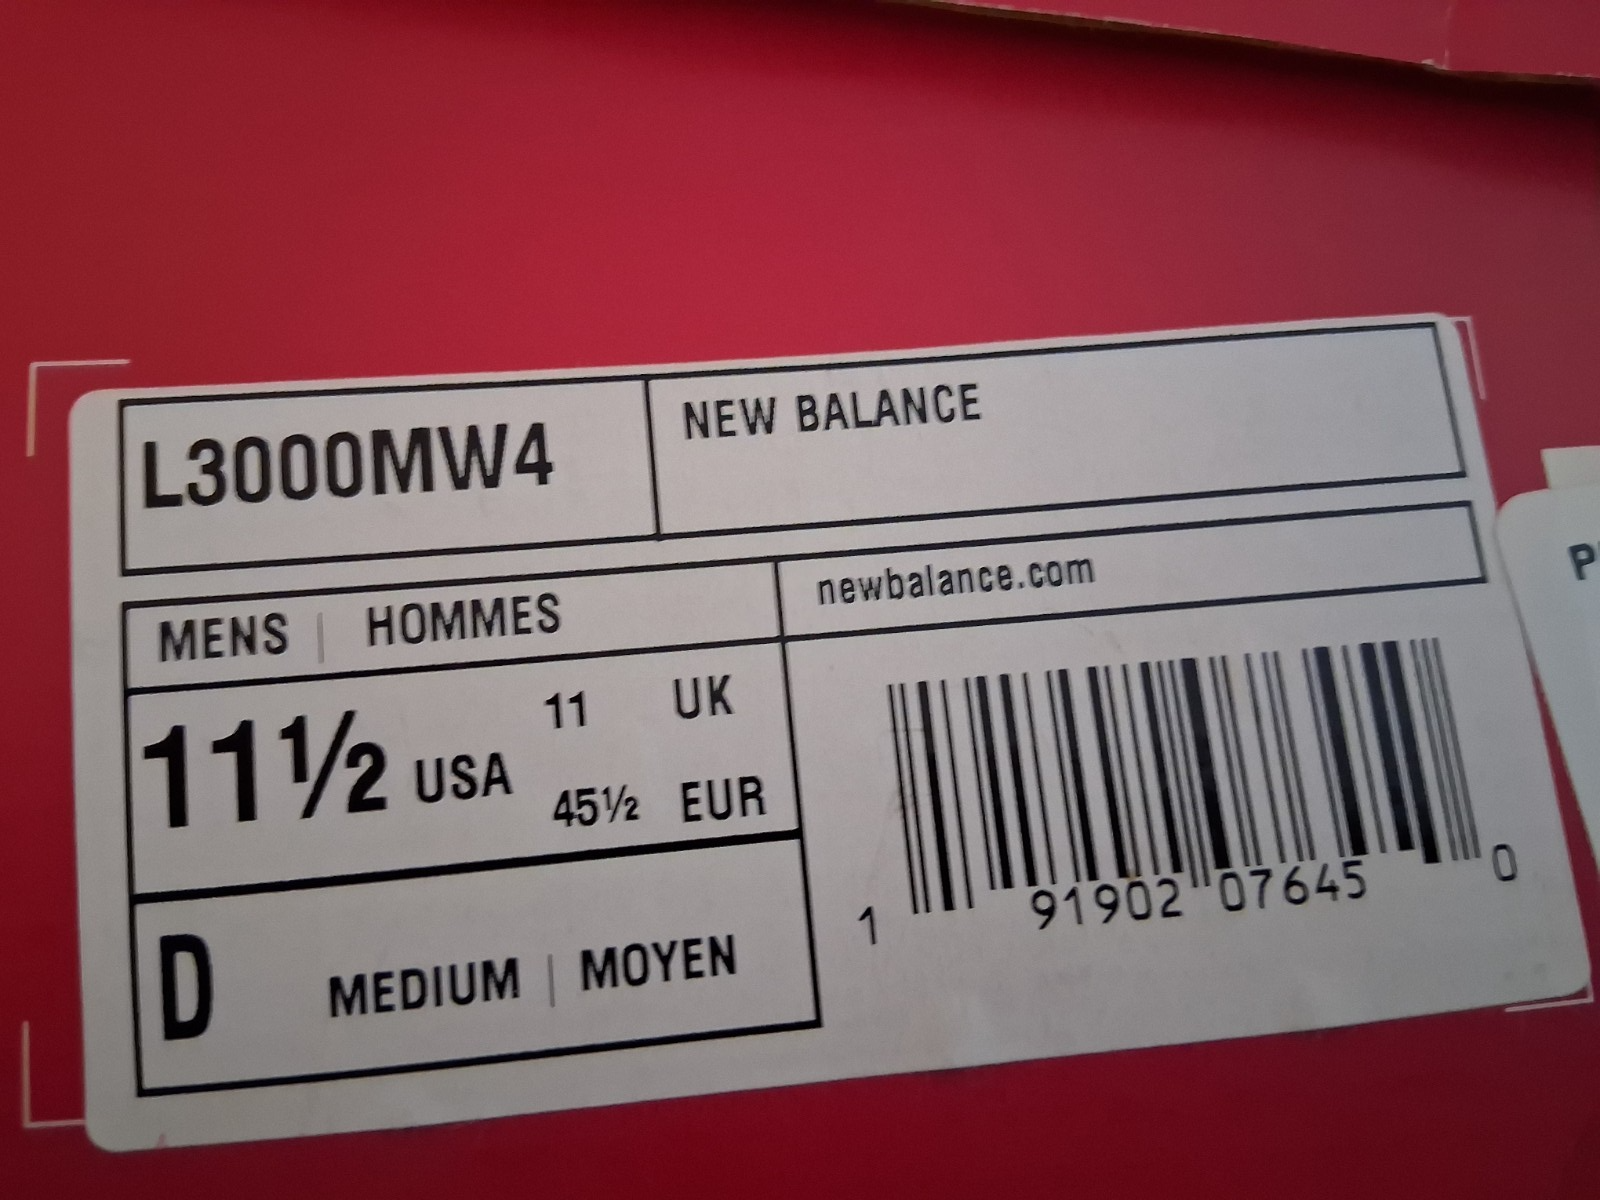 L3000MW4
NEW BALANCE
MENS | HOMMES
newbalance.com
11½ USA
11 UK
45½ EUR
D MEDIUM | MOYEN
1 91902 07645 0